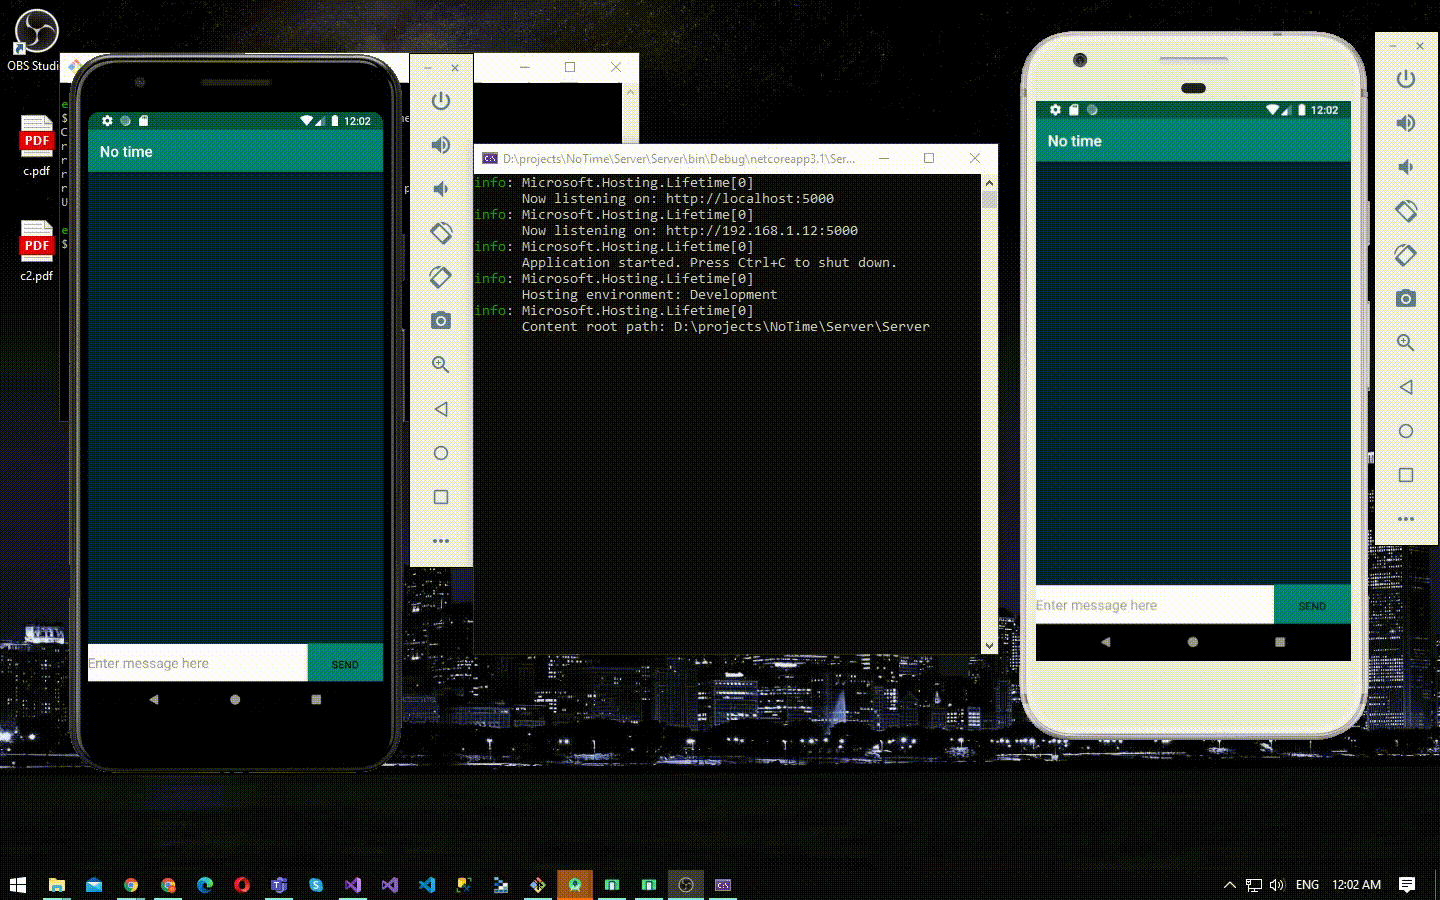 OBS Studi
c.pdf
c2.pdf
PDF
PDF
12:02
No time
Enter message here
SEND
D:\projects\NoTime\Server\Server\bin\Debug\netcoreapp3.1\Ser...
info: Microsoft.Hosting.Lifetime[0]
Now listening on: http://localhost:5000
info: Microsoft.Hosting.Lifetime[0]
Now listening on: http://192.168.1.12:5000
info: Microsoft.Hosting.Lifetime[0]
Application started. Press Ctrl+C to shut down.
info: Microsoft.Hosting.Lifetime[0]
Hosting environment: Development
info: Microsoft.Hosting.Lifetime[0]
Content root path: D:\projects\NoTime\Server\Server
12:02
No time
Enter message here
SEND
ENG
12:02 AM